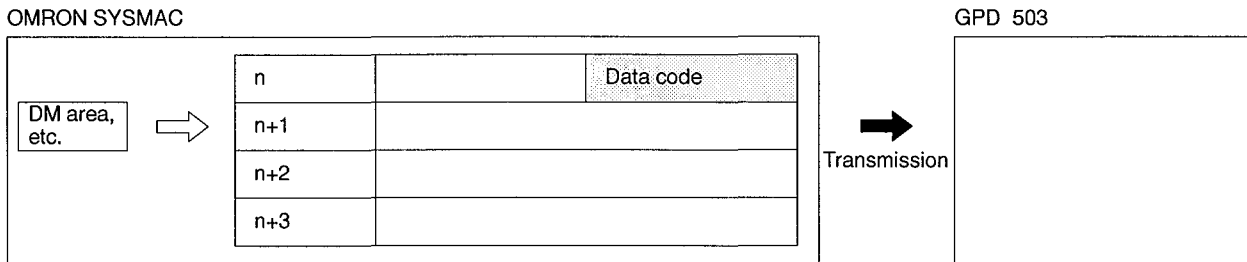 OMRON SYSMAC
GPD 503
n
Data code
DM area,
etc.
n+1
Transmission
n+2
n+3